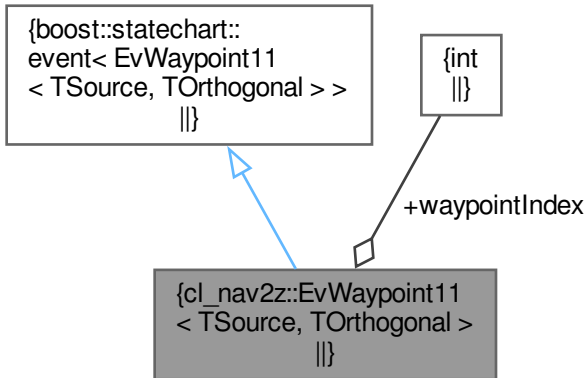 {boost::statechart::
event< EvWaypoint11
< TSource, TOrthogonal > >
||}
{int
||}
+waypointIndex
{cl_nav2z::EvWaypoint11
< TSource, TOrthogonal >
||}